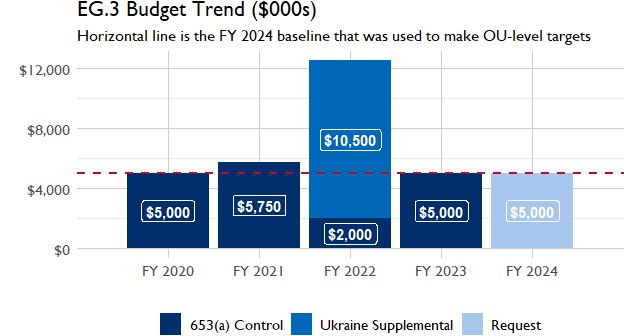 EG.3 Budget Trend ($000s)
Horizontal line is the FY 2024 baseline that was used to make OU-level targets
$12,000
$8,000
$4,000
$0
$5,000
$5,750
$10,500
$2,000
$5,000
$5,000
FY 2020
FY 2021
FY 2022
FY 2023
FY 2024
653(a) Control
Ukraine Supplemental
Request